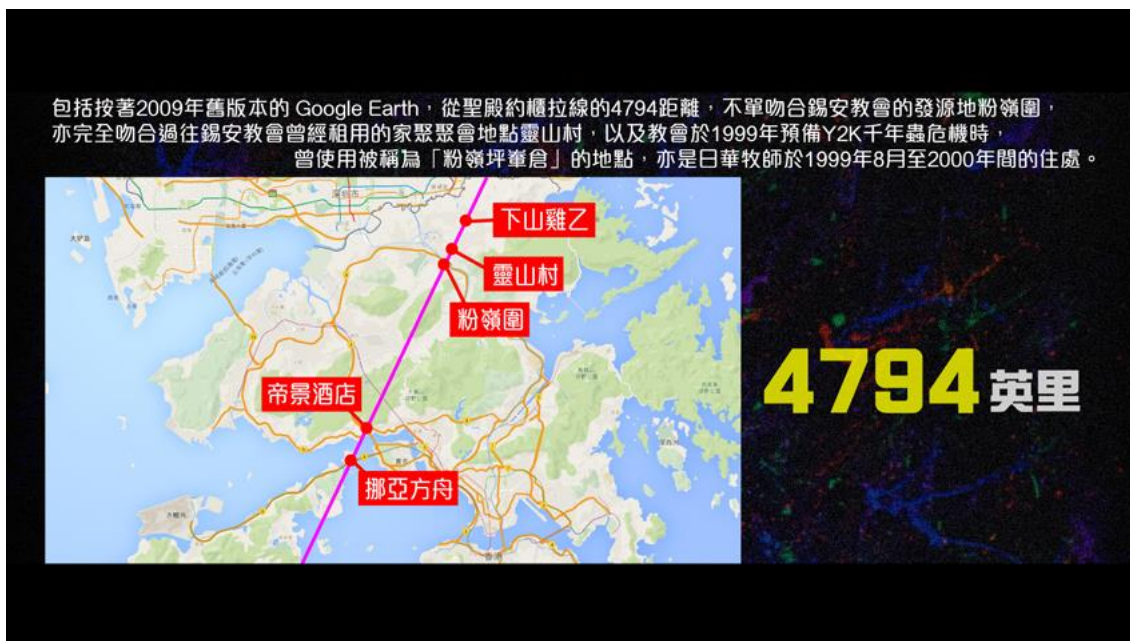 包括按著2009年舊版本的 Google Earth，從聖殿約櫃拉線的4794距離，不單吻合錫安教會的發源地粉嶺圍，
亦完全吻合過往錫安教會曾經租用的家聚聚會地點靈山村，以及教會於1999年預備Y2K千年蟲危機時，
曾使用被稱為「粉嶺坪輋倉」的地點，亦是日華牧師於1999年8月至2000年間的住處。
下山雞乙
靈山村
粉嶺圍
帝景酒店
挪亞方舟
4794英里
大鏟島
香港